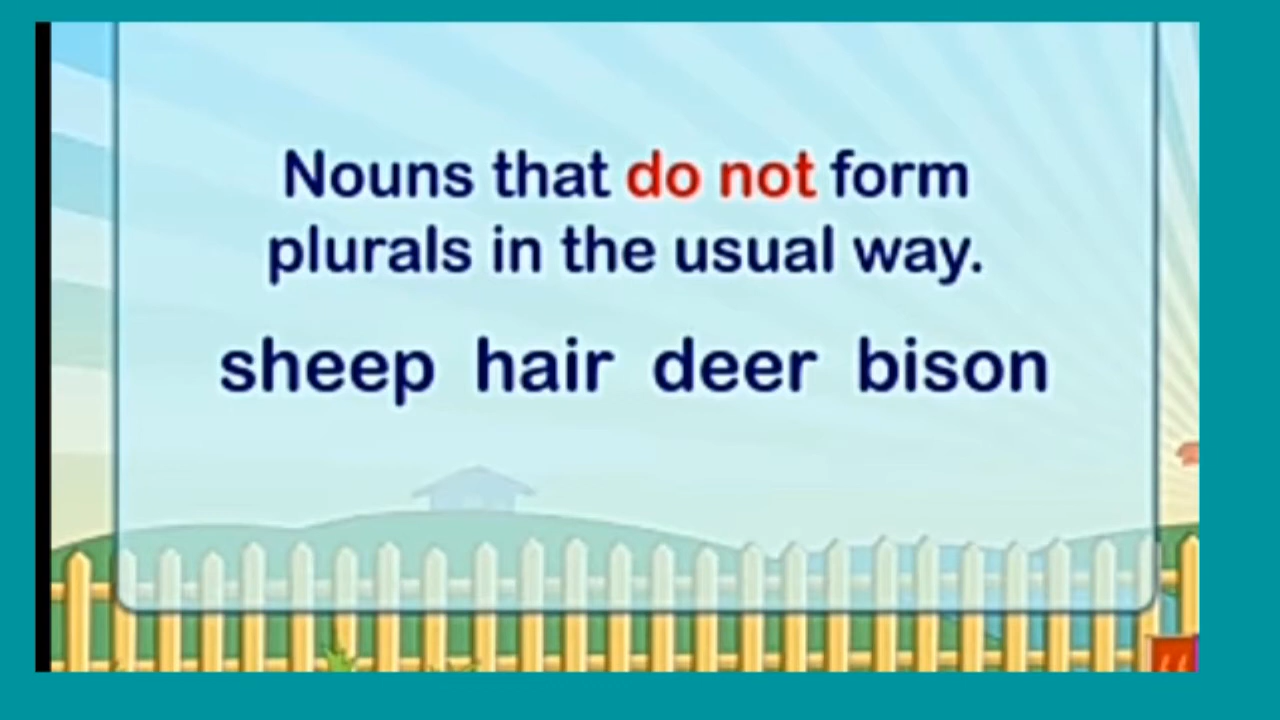 Nouns that do not form
plurals in the usual way.
sheep hair deer bison